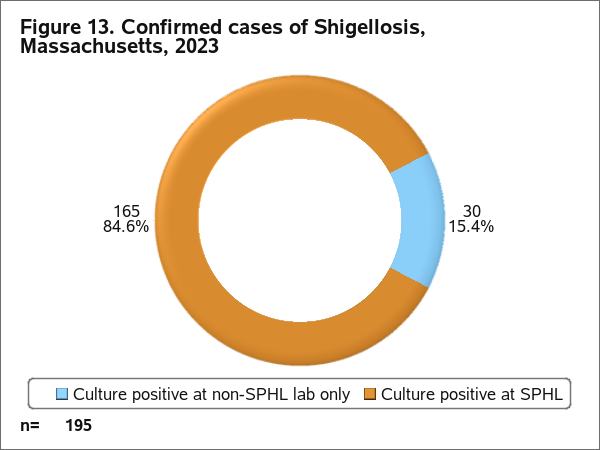 Figure 13. Confirmed cases of Shigellosis,
Massachusetts, 2023
165
84.6%
30
15.4%
Culture positive at non-SPHL lab only
Culture positive at SPHL
n= 195